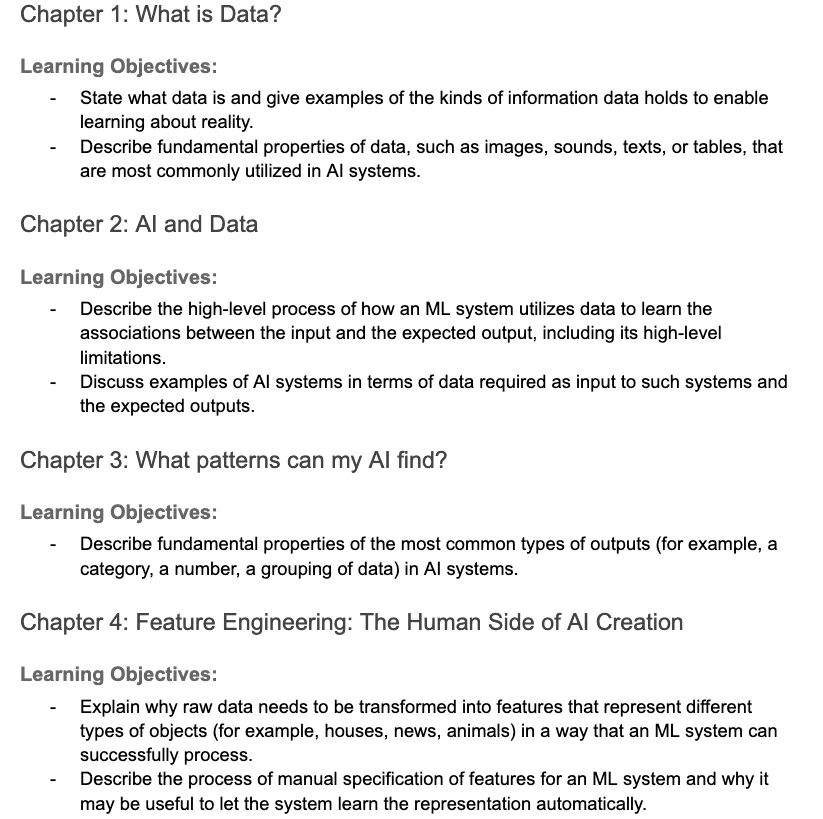 Chapter 1: What is Data?
Learning Objectives:
- State what data is and give examples of the kinds of information data holds to enable
learning about reality.
- Describe fundamental properties of data, such as images, sounds, texts, or tables, that
are most commonly utilized in AI systems.
Chapter 2: AI and Data
Learning Objectives:
- Describe the high-level process of how an ML system utilizes data to learn the
associations between the input and the expected output, including its high-level
limitations.
- Discuss examples of AI systems in terms of data required as input to such systems and
the expected outputs.
Chapter 3: What patterns can my AI find?
Learning Objectives:
- Describe fundamental properties of the most common types of outputs (for example, a
category, a number, a grouping of data) in AI systems.
Chapter 4: Feature Engineering: The Human Side of AI Creation
Learning Objectives:
- Explain why raw data needs to be transformed into features that represent different
types of objects (for example, houses, news, animals) in a way that an ML system can
successfully process.
- Describe the process of manual specification of features for an ML system and why it
may be useful to let the system learn the representation automatically.